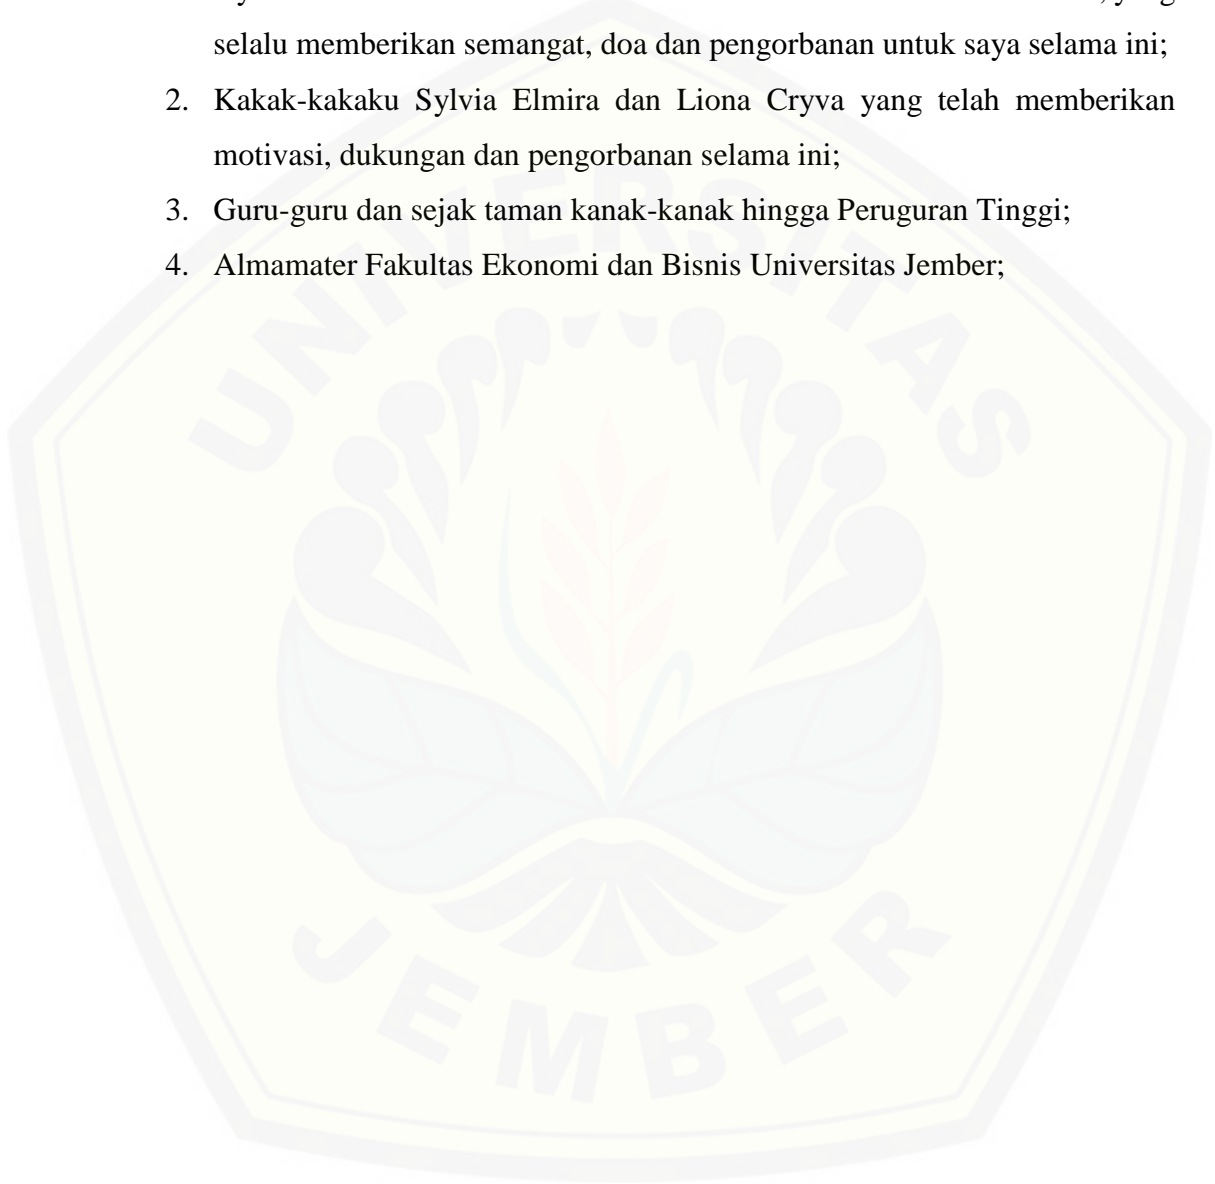 selalu memberikan semangat, doa dan pengorbanan untuk saya selama ini;
2. Kakak-kakaku Sylvia Elmira dan Liona Cryva yang telah memberikan
motivasi, dukungan dan pengorbanan selama ini;
3. Guru-guru dan sejak taman kanak-kanak hingga Peruguran Tinggi;
4. Almamater Fakultas Ekonomi dan Bisnis Universitas Jember;
UNIVERSITAS
JEMBER